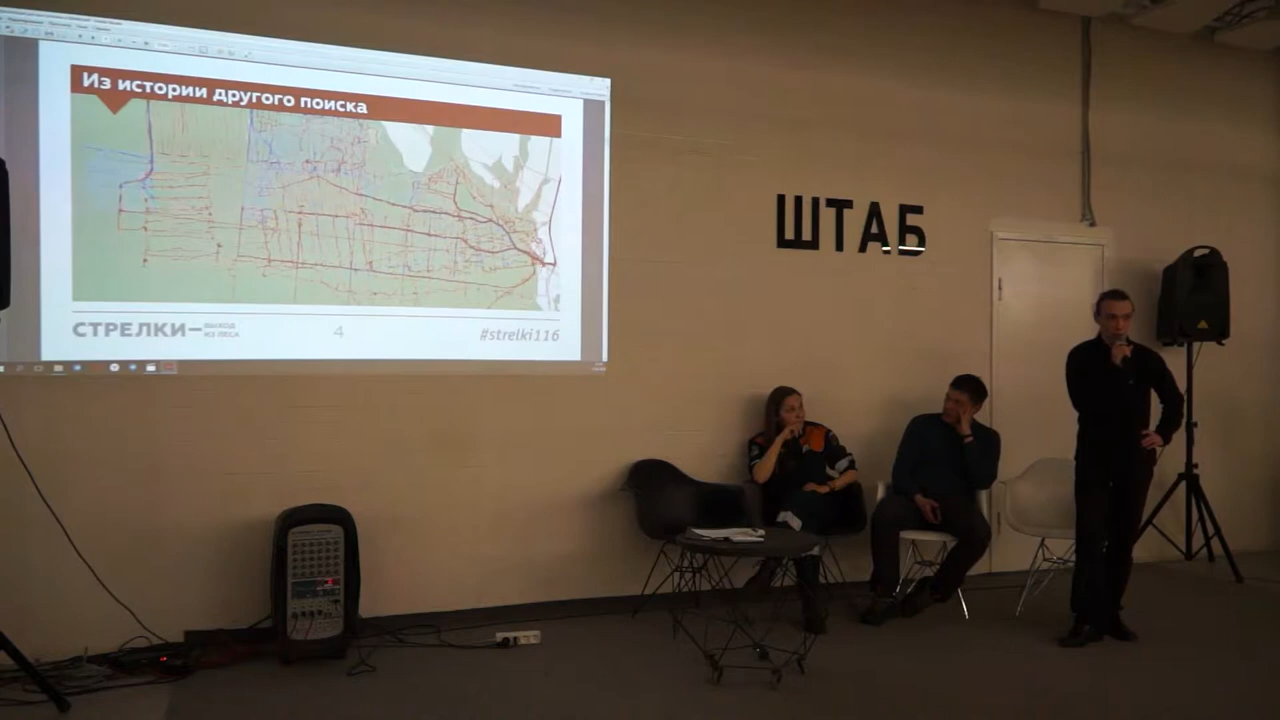 Из истории другого поиска
СТРЕЛКИ—ВЫХОД
ИЗ ЛЕСА
4
#strelki116
ШТАБ